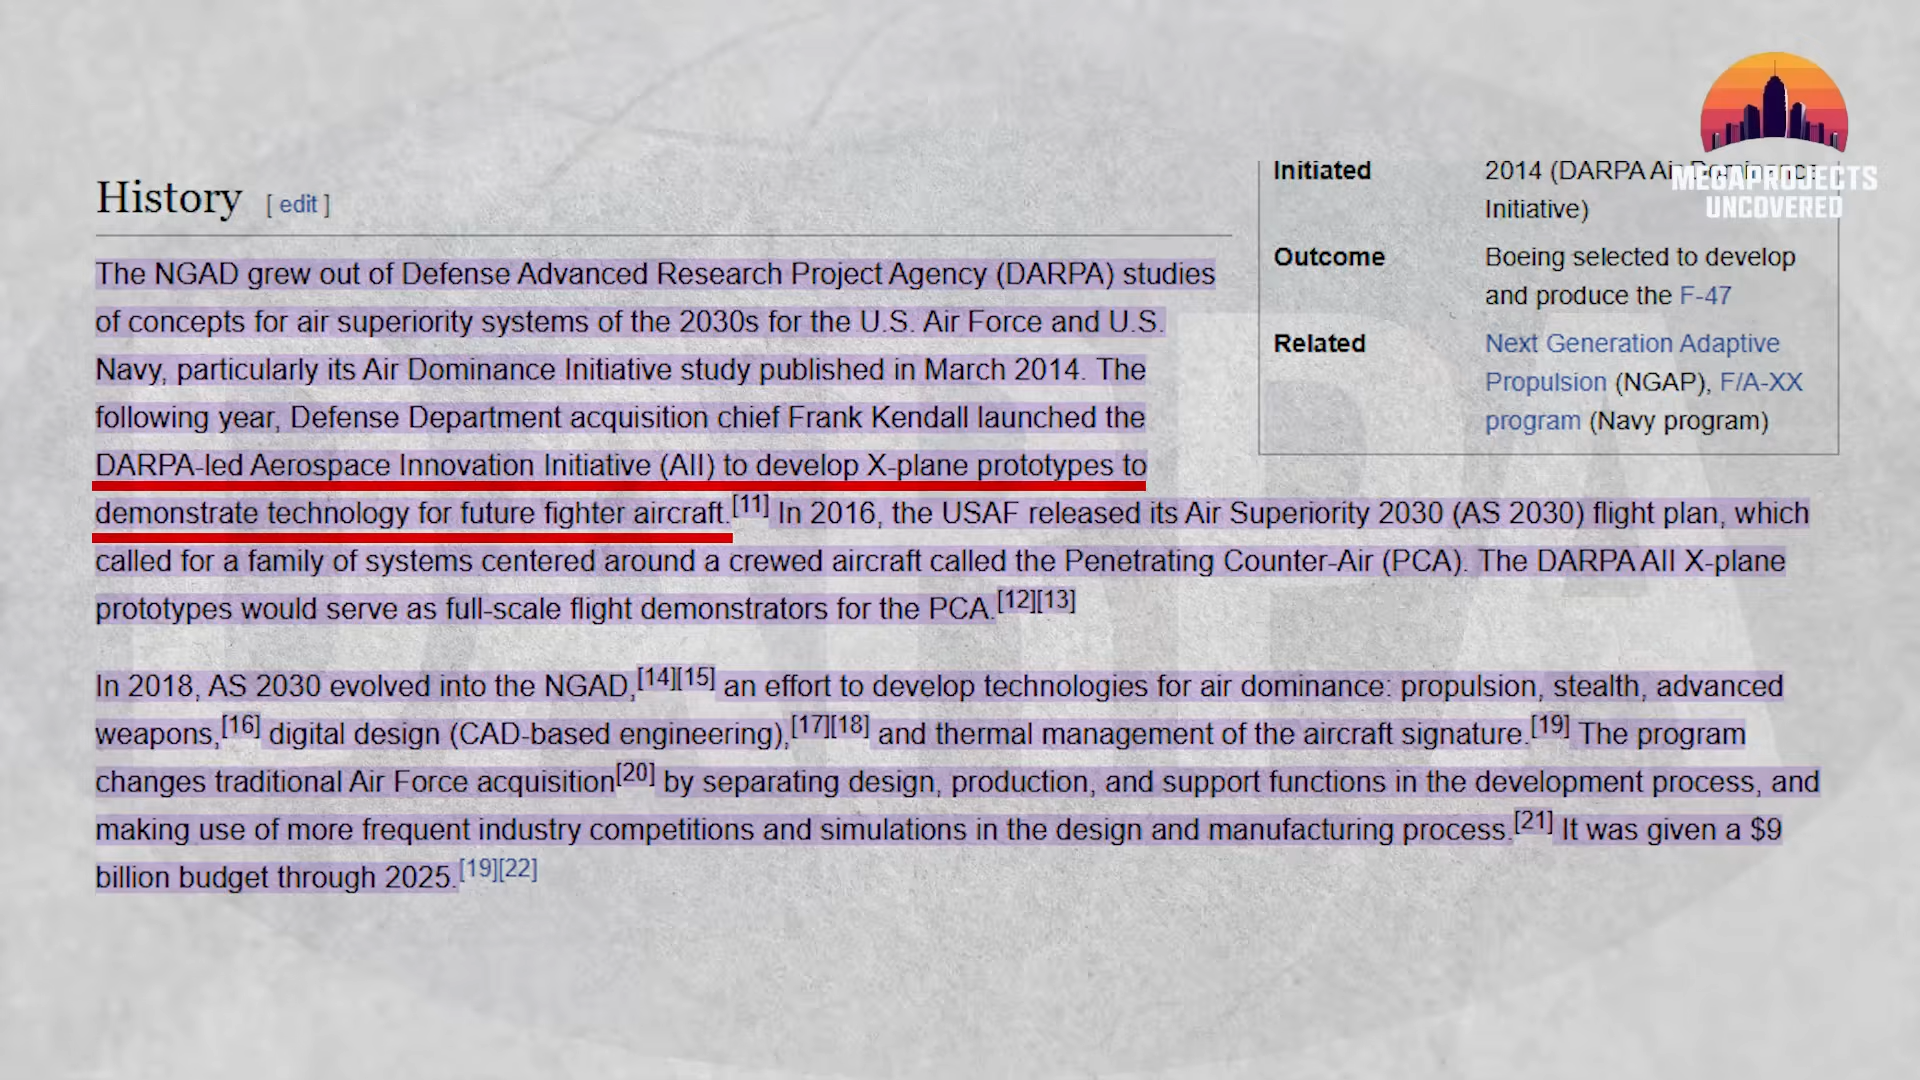 MEGAPROJECTS
UNCOVERED
History [ edit ]
The NGAD grew out of Defense Advanced Research Project Agency (DARPA) studies
of concepts for air superiority systems of the 2030s for the U.S. Air Force and U.S.
Navy, particularly its Air Dominance Initiative study published in March 2014. The
following year, Defense Department acquisition chief Frank Kendall launched the
DARPA-led Aerospace Innovation Initiative (AII) to develop X-plane prototypes to
demonstrate technology for future fighter aircraft.[11] In 2016, the USAF released its Air Superiority 2030 (AS 2030) flight plan, which
called for a family of systems centered around a crewed aircraft called the Penetrating Counter-Air (PCA). The DARPA AII X-plane
prototypes would serve as full-scale flight demonstrators for the PCA.[12][13]
In 2018, AS 2030 evolved into the NGAD,[14][15] an effort to develop technologies for air dominance: propulsion, stealth, advanced
weapons,[16] digital design (CAD-based engineering),[17][18] and thermal management of the aircraft signature.[19] The program
changes traditional Air Force acquisition[20] by separating design, production, and support functions in the development process, and
making use of more frequent industry competitions and simulations in the design and manufacturing process.[21] It was given a $9
billion budget through 2025.[19][22]
Initiated 2014 (DARPA Air Dominance
Initiative)
Outcome Boeing selected to develop
and produce the F-47
Related Next Generation Adaptive
Propulsion (NGAP), F/A-XX
program (Navy program)
DARPA